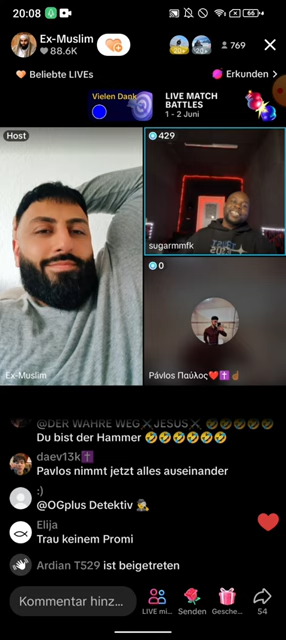 20:08
66
Ex-Muslim
88.6K
769
Beliebte LIVEs
Erkunden
Vielen Dank
LIVE MATCH
BATTLES
1 - 2 Juni
Host
429
sugarmmfk
0
Ex-Muslim
Pávlos Παύλος❤️✝️☝🏾
@DER WAHRE WEG⚔JESUS⚔ 🤣🤣🤣🤣🤣
Du bist der Hammer 🤣🤣🤣🤣🤣🤣
daev13k✝️
Pavlos nimmt jetzt alles auseinander
:)
@OGplus Detektiv 🕵️
Elija
Trau keinem Promi
Ardian T529 ist beigetreten
Kommentar hinz...
LIVE mi...
Senden
Gesche...
54